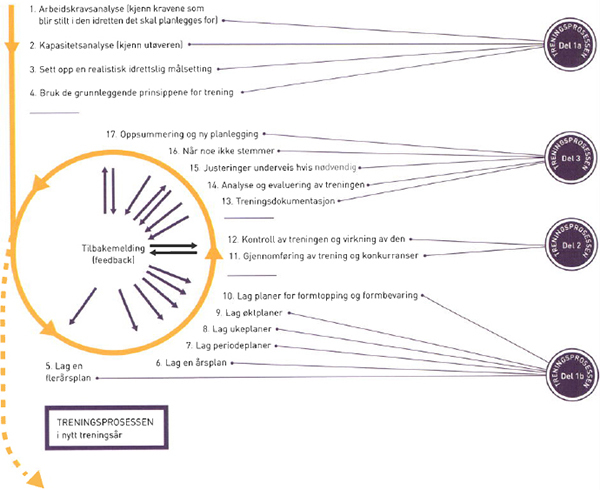 1. Arbeidskravsanalyse (kjenn kravene som
blir stilt i den idretten det skal planlegges for)
2. Kapasitetsanalyse (kjenn utøveren)
3. Sett opp en realistisk idrettslig målsetting
4. Bruk de grunnleggende prinsippene for trening
TRENINGSPROSESSEN
Del 1a
17. Oppsummering og ny planlegging
16. Når noe ikke stemmer
15. Justeringer underveis hvis nødvendig
14. Analyse og evaluering av treningen
13. Treningsdokumentasjon
TRENINGSPROSESSEN
Del 3
Tilbakemelding
(feedback)
12. Kontroll av treningen og virkning av den
11. Gjennomføring av trening og konkurranser
TRENINGSPROSESSEN
Del 2
10. Lag planer for formtopping og formbevaring
9. Lag øktplaner
8. Lag ukeplaner
7. Lag periodeplaner
6. Lag en årsplan
5. Lag en
flerårsplan
TRENINGSPROSESSEN
Del 1b
TRENINGSPROSESSEN
i nytt treningsår